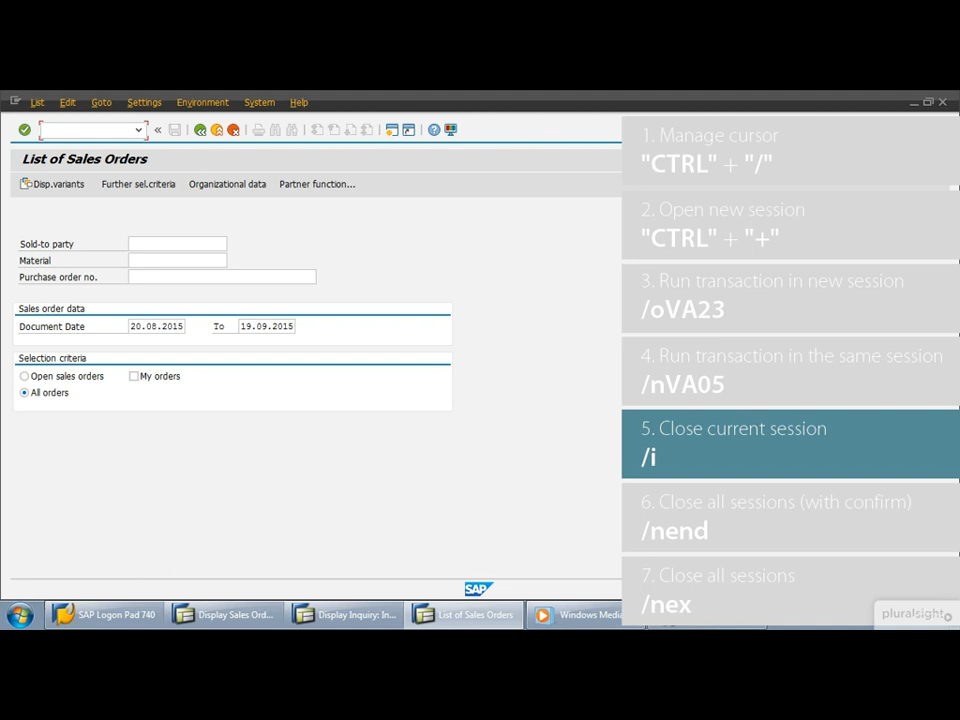 List Edit Goto Settings Environment System Help
List of Sales Orders
Disp.variants Further sel.criteria Organizational data Partner function...
Sold-to party
Material
Purchase order no.
Sales order data
Document Date 20.08.2015 To 19.09.2015
Selection criteria
Open sales orders My orders
All orders
SAP
1. Manage cursor
"CTRL" + "/"
2. Open new session
"CTRL" + "+"
3. Run transaction in new session
/oVA23
4. Run transaction in the same session
/nVA05
5. Close current session
/i
6. Close all sessions (with confirm)
/nend
7. Close all sessions
/nex
SAP Logon Pad 740 Display Sales Ord... Display Inquiry: In... List of Sales Orders Windows Media
pluralsight